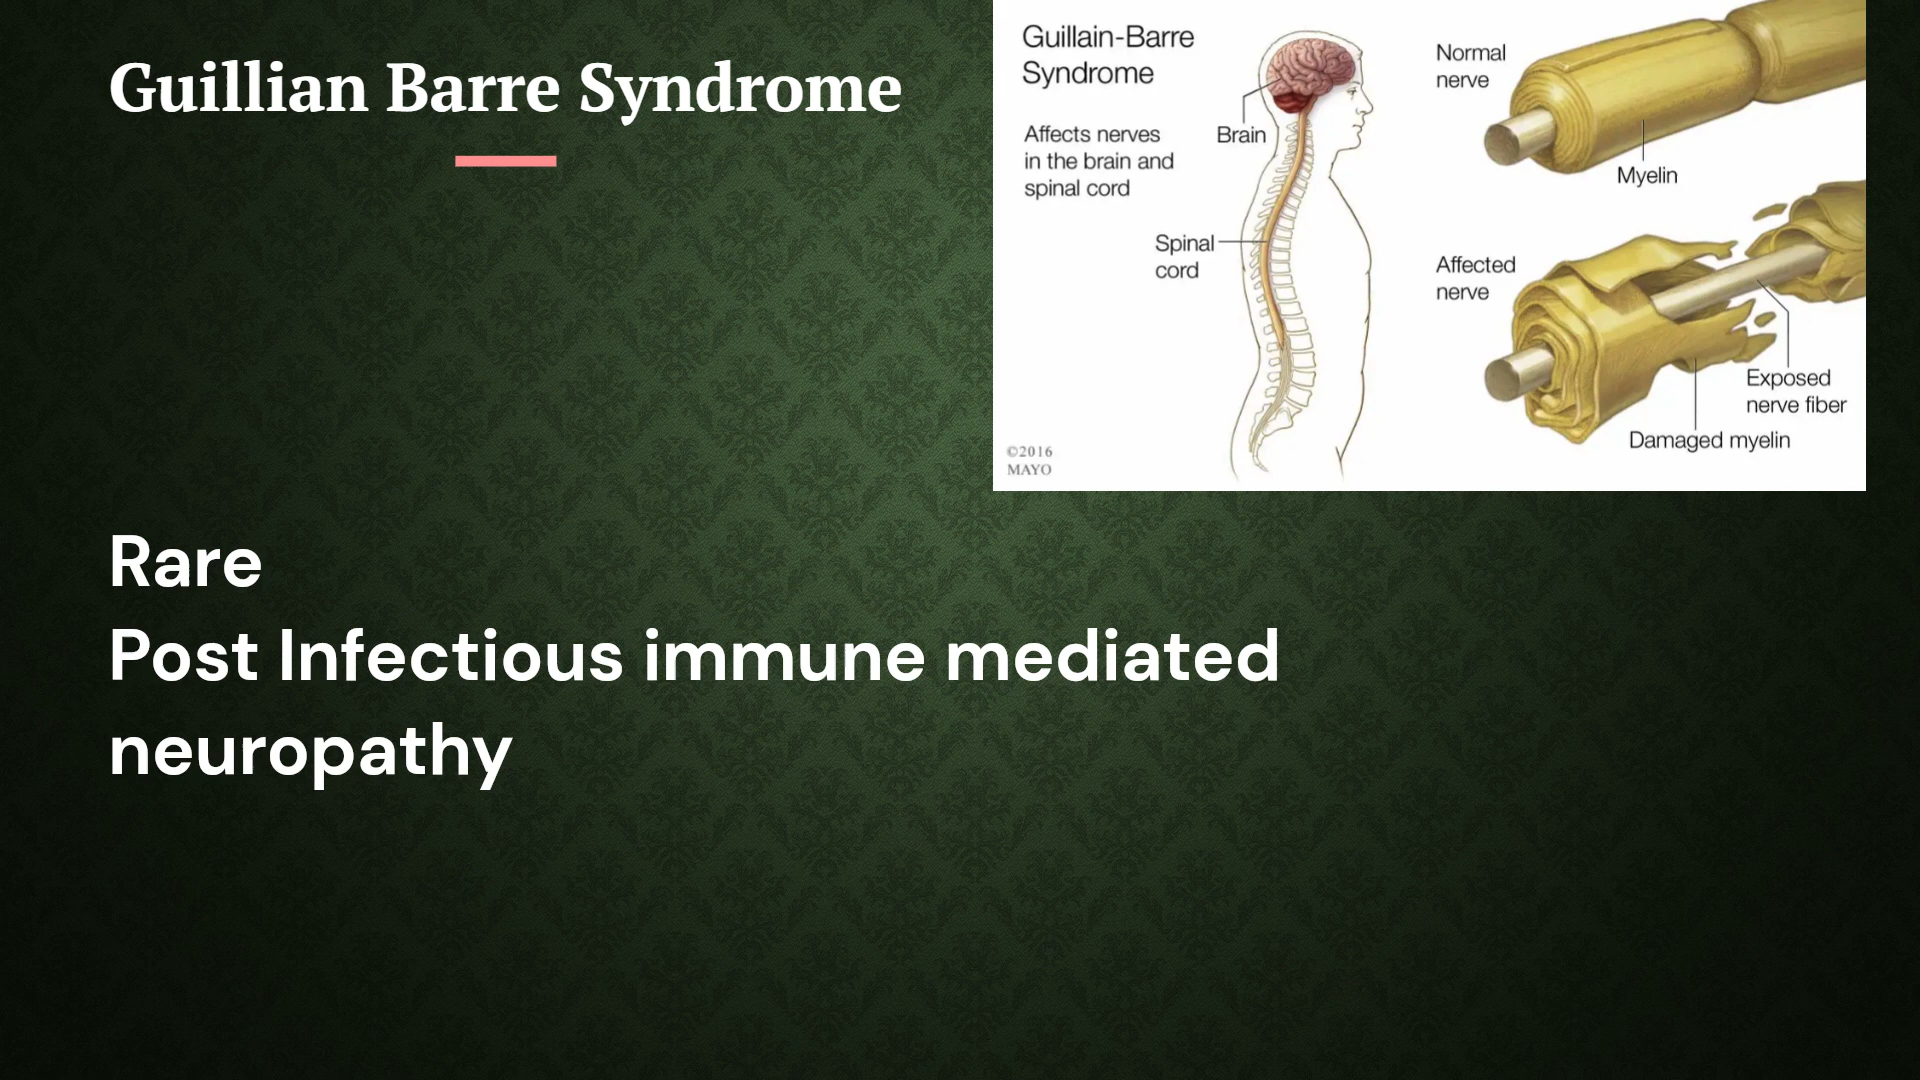 Guillian Barre Syndrome
Rare
Post Infectious immune mediated
neuropathy
Guillain-Barre
Syndrome
Affects nerves
in the brain and
spinal cord
Brain
Spinal
cord
©2016
MAYO
Normal
nerve
Myelin
Affected
nerve
Exposed
nerve fiber
Damaged myelin